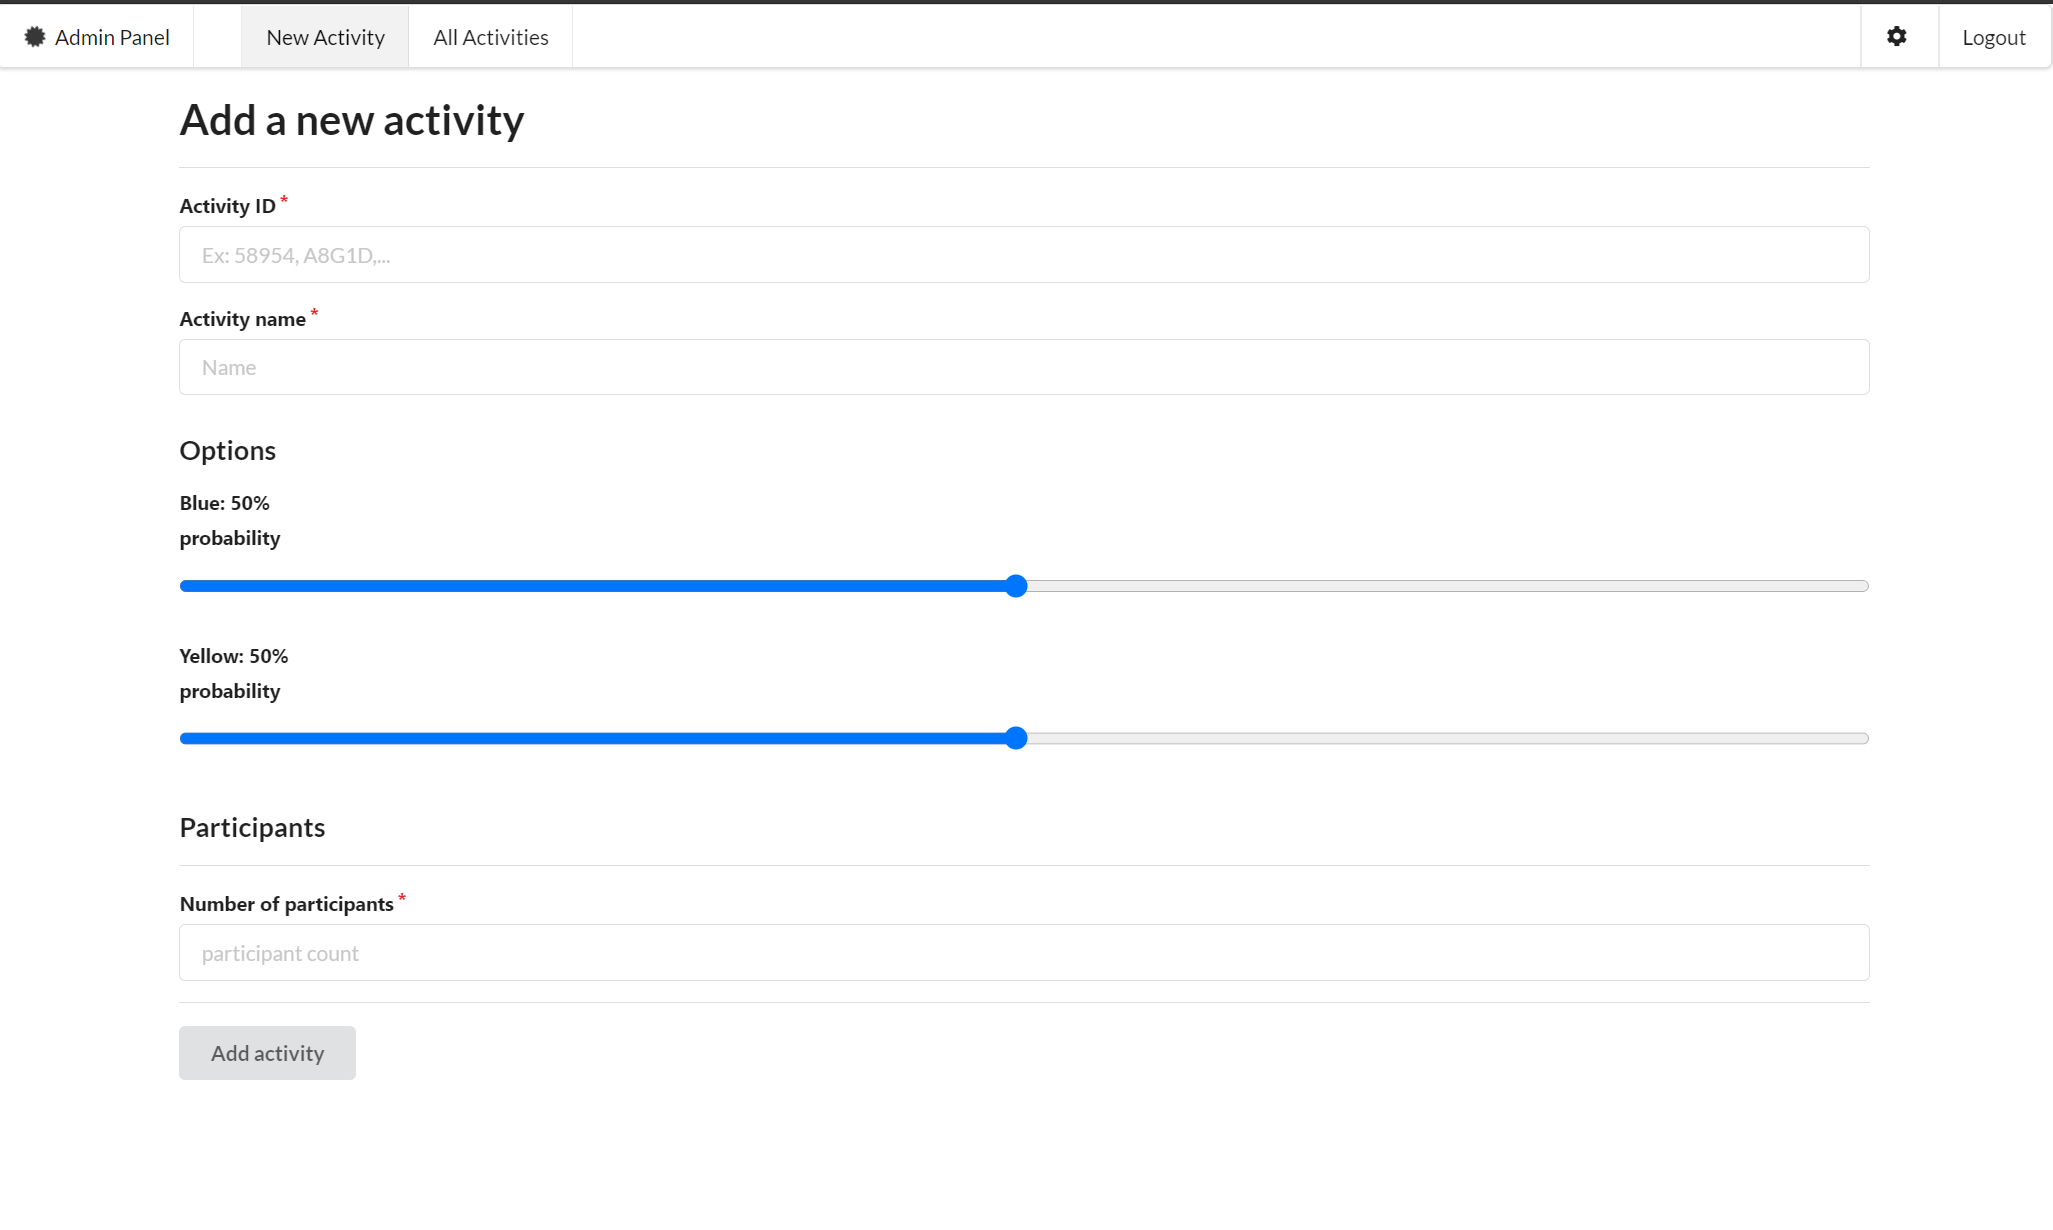 Admin Panel
New Activity
All Activities
Logout
Add a new activity
Activity ID *
Ex: 58954, A8G1D,...
Activity name *
Name
Options
Blue: 50%
probability
Yellow: 50%
probability
Participants
Number of participants *
participant count
Add activity